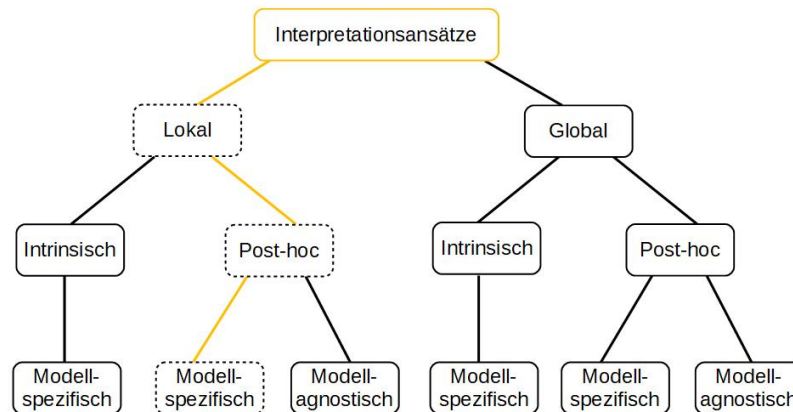 Interpretationsansätze
Lokal
Global
Intrinsisch
Post-hoc
Intrinsisch
Post-hoc
Modell-
spezifisch
Modell-
spezifisch
Modell-
agnostisch
Modell-
spezifisch
Modell-
spezifisch
Modell-
agnostisch